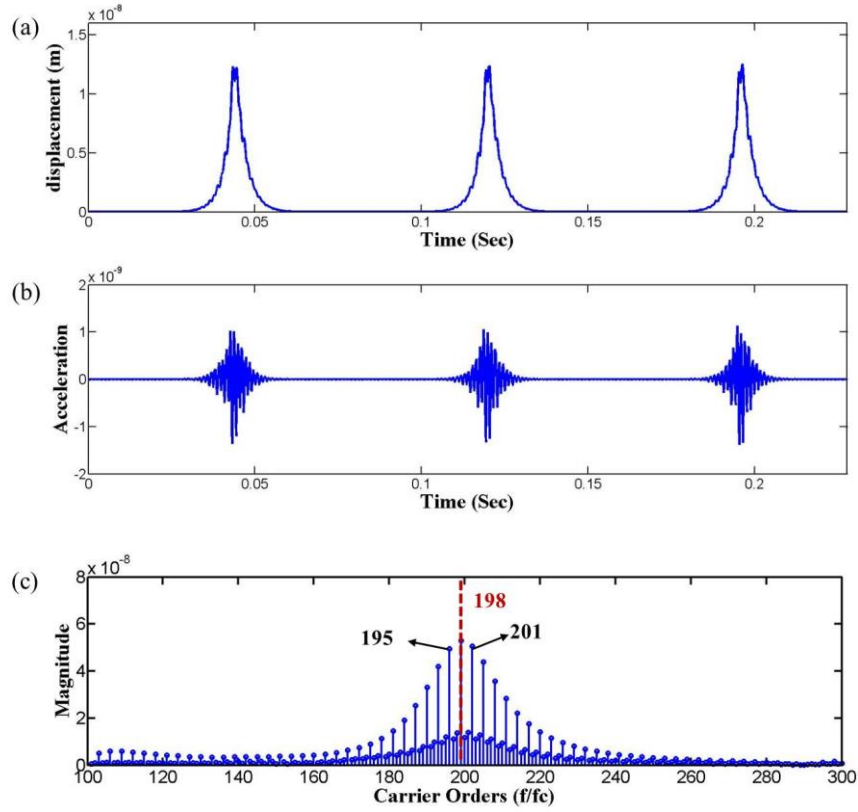 (a)
× 10⁻⁸
1.5
1
0.5
0
displacement (m)
0 0.05 0.1 0.15 0.2
Time (Sec)
(b)
× 10⁻⁹
2
1
0
-1
-2
Acceleration
0 0.05 0.1 0.15 0.2
Time (Sec)
(c)
× 10⁻⁸
8
6
4
2
0
Magnitude
198
195
201
100 120 140 160 180 200 220 240 260 280 300
Carrier Orders (f/fc)